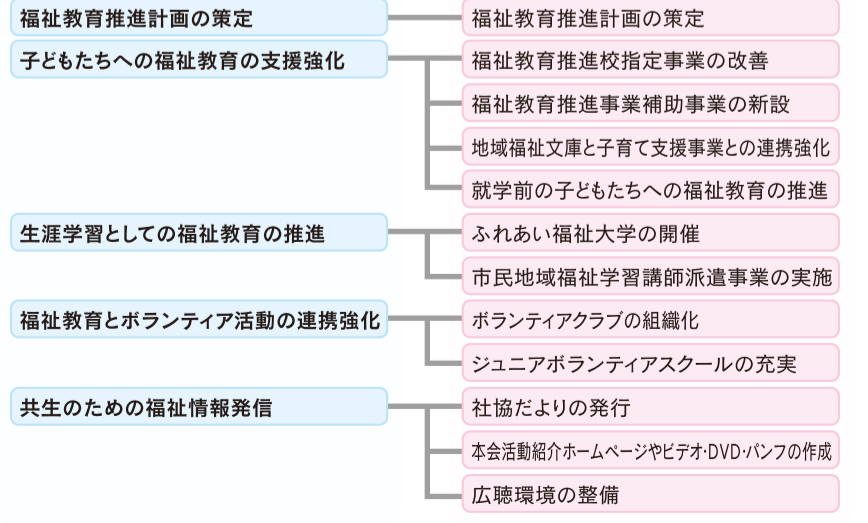 福祉教育推進計画の策定
福祉教育推進計画の策定
子どもたちへの福祉教育の支援強化
福祉教育推進校指定事業の改善
福祉教育推進事業補助事業の新設
地域福祉文庫と子育て支援事業との連携強化
就学前の子どもたちへの福祉教育の推進
生涯学習としての福祉教育の推進
ふれあい福祉大学の開催
市民地域福祉学習講師派遣事業の実施
福祉教育とボランティア活動の連携強化
ボランティアクラブの組織化
ジュニアボランティアスクールの充実
共生のための福祉情報発信
社協だよりの発行
本会活動紹介ホームページやビデオ・DVD・パンフの作成
広聴環境の整備